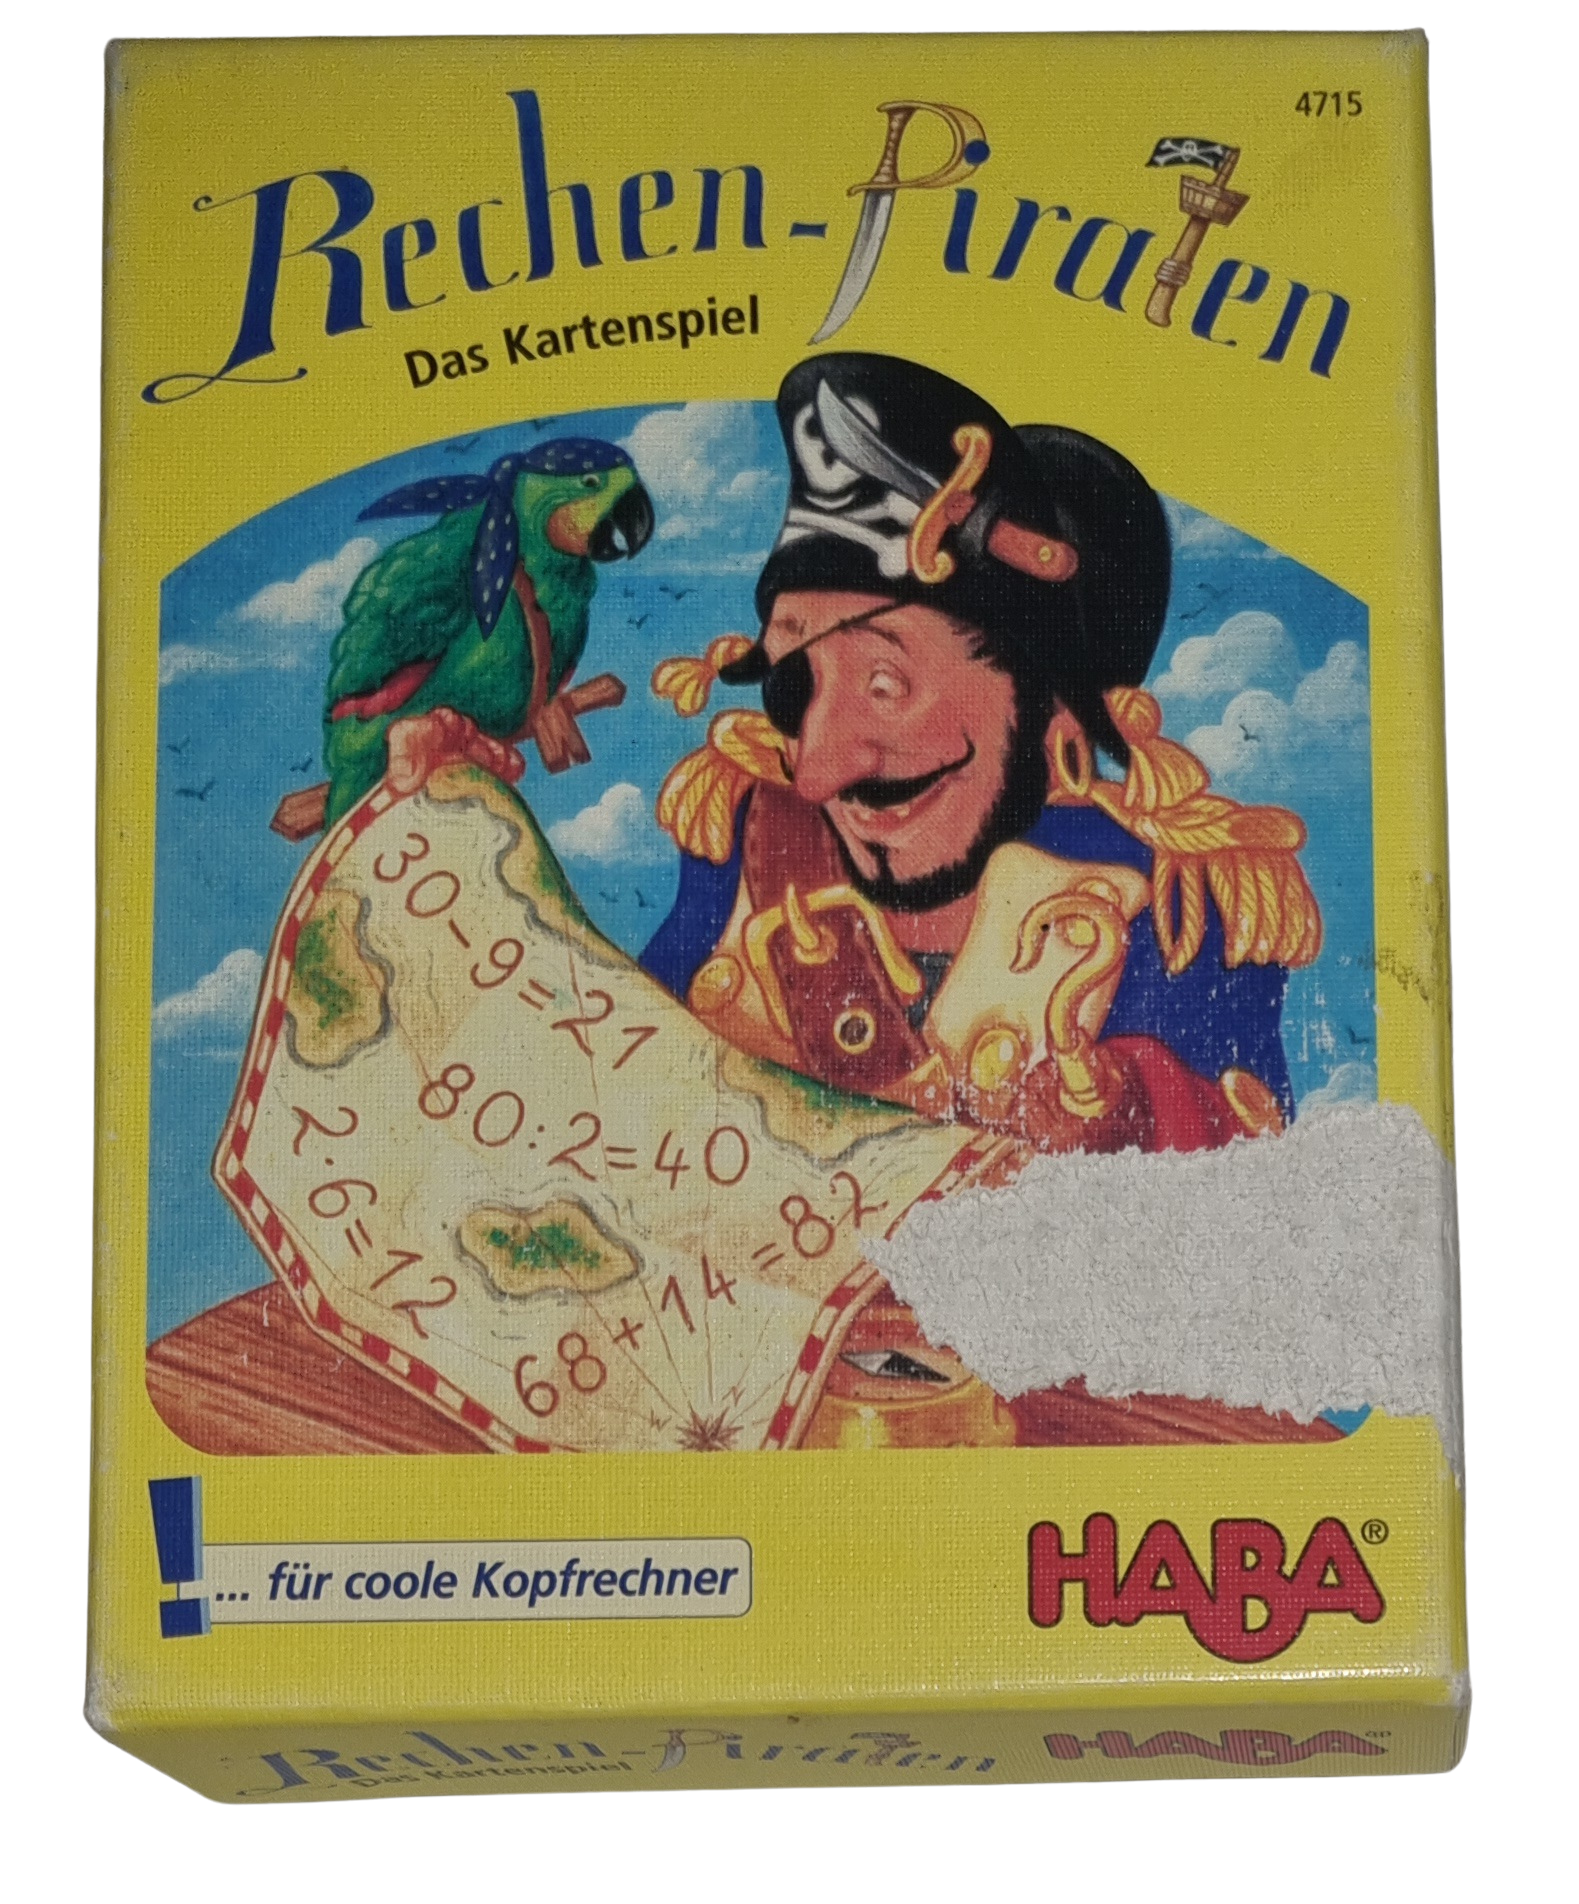 4715
Rechen-Piraten
Das Kartenspiel
30-9=21
80:2=40
2·6=12
68+14=82
! ... für coole Kopfrechner
HABA®
Rechen-Piraten
Das Kartenspiel
HABA®